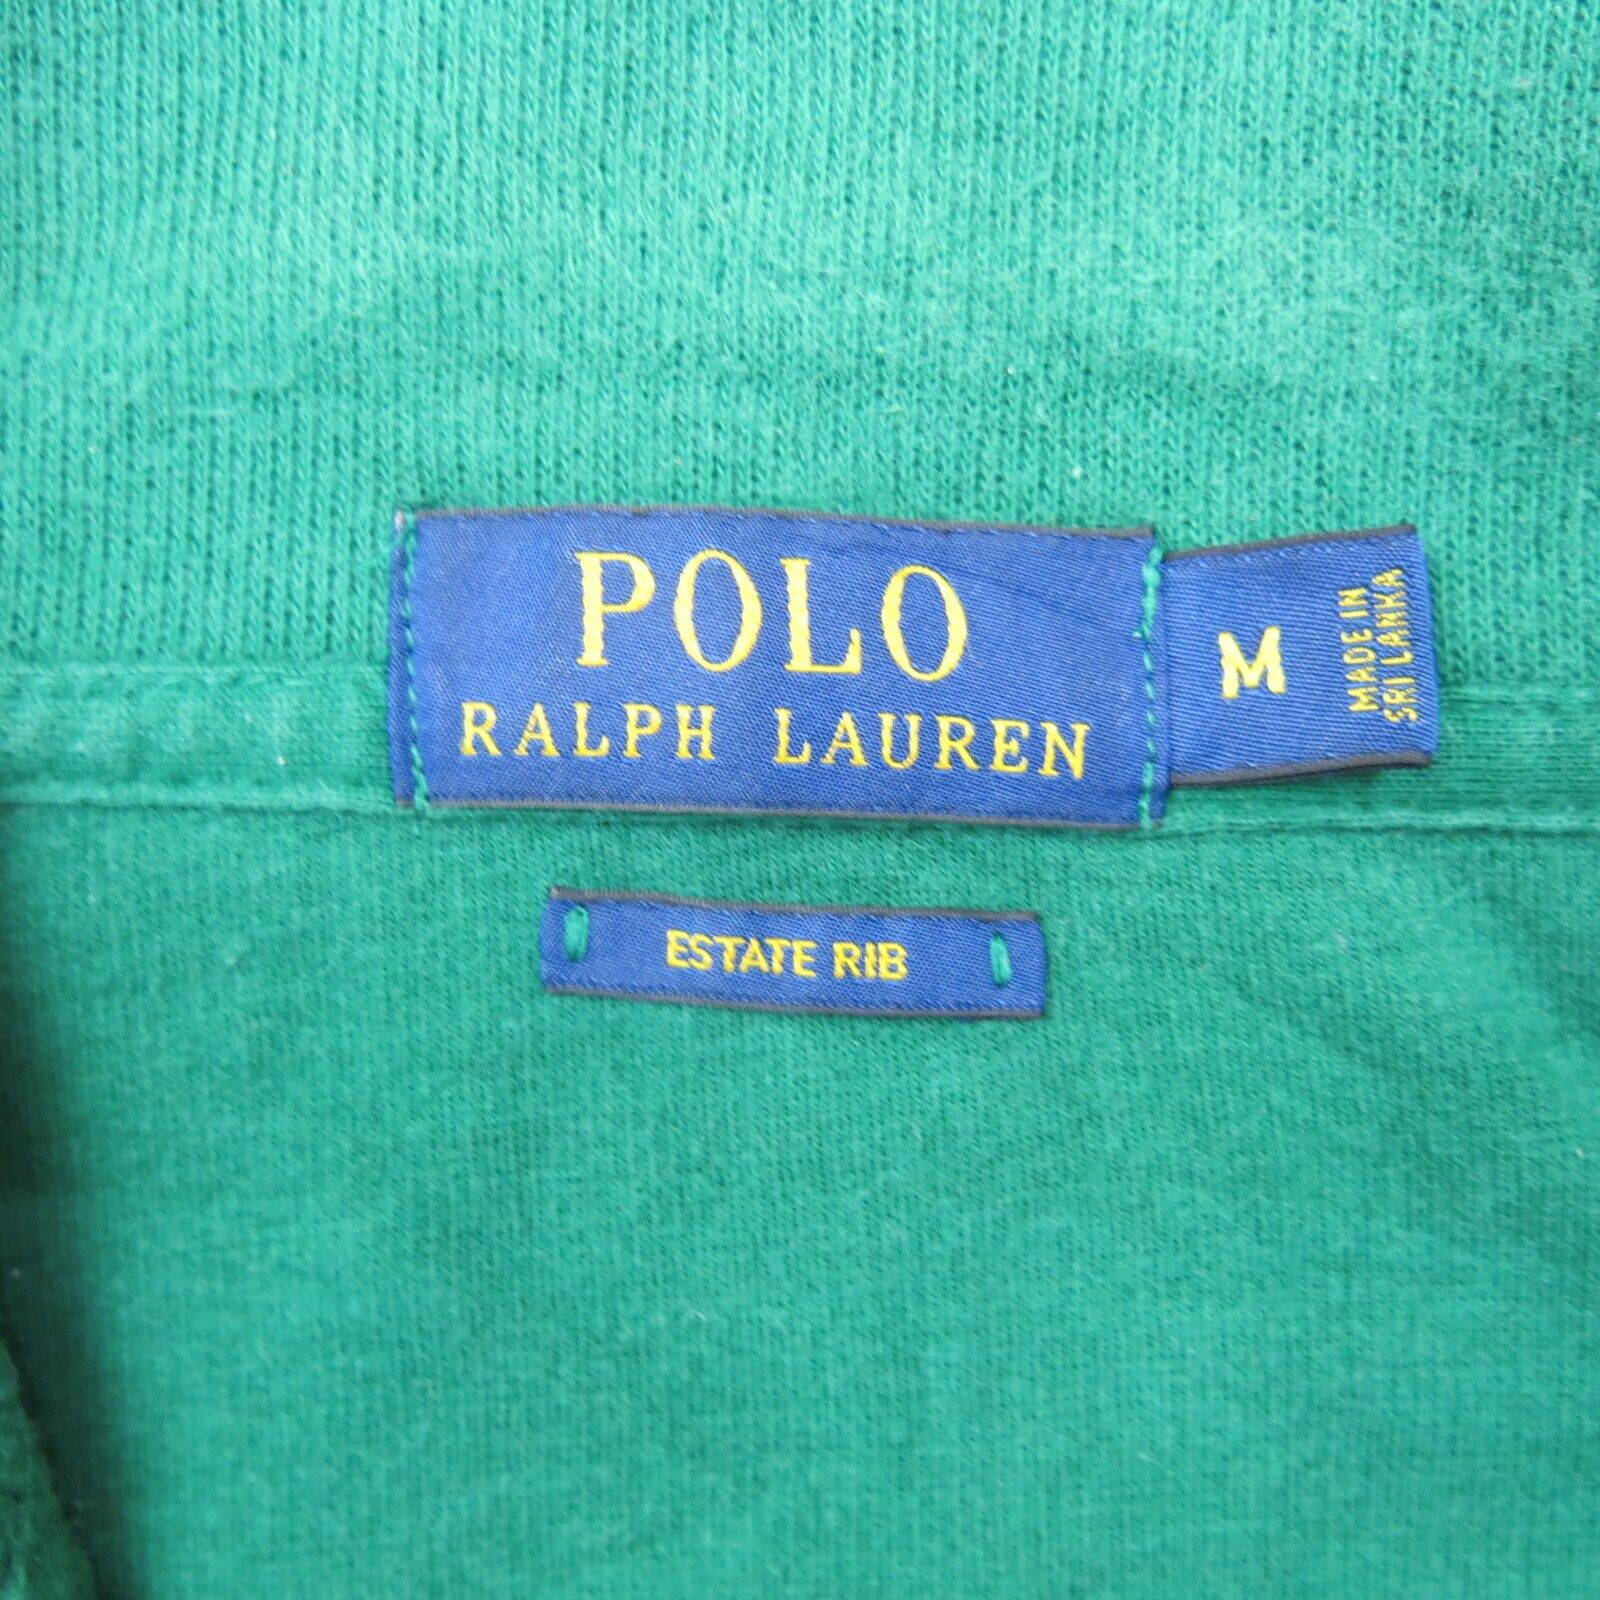 POLO
RALPH LAUREN
M
MADE IN
SRI LANKA
ESTATE RIB